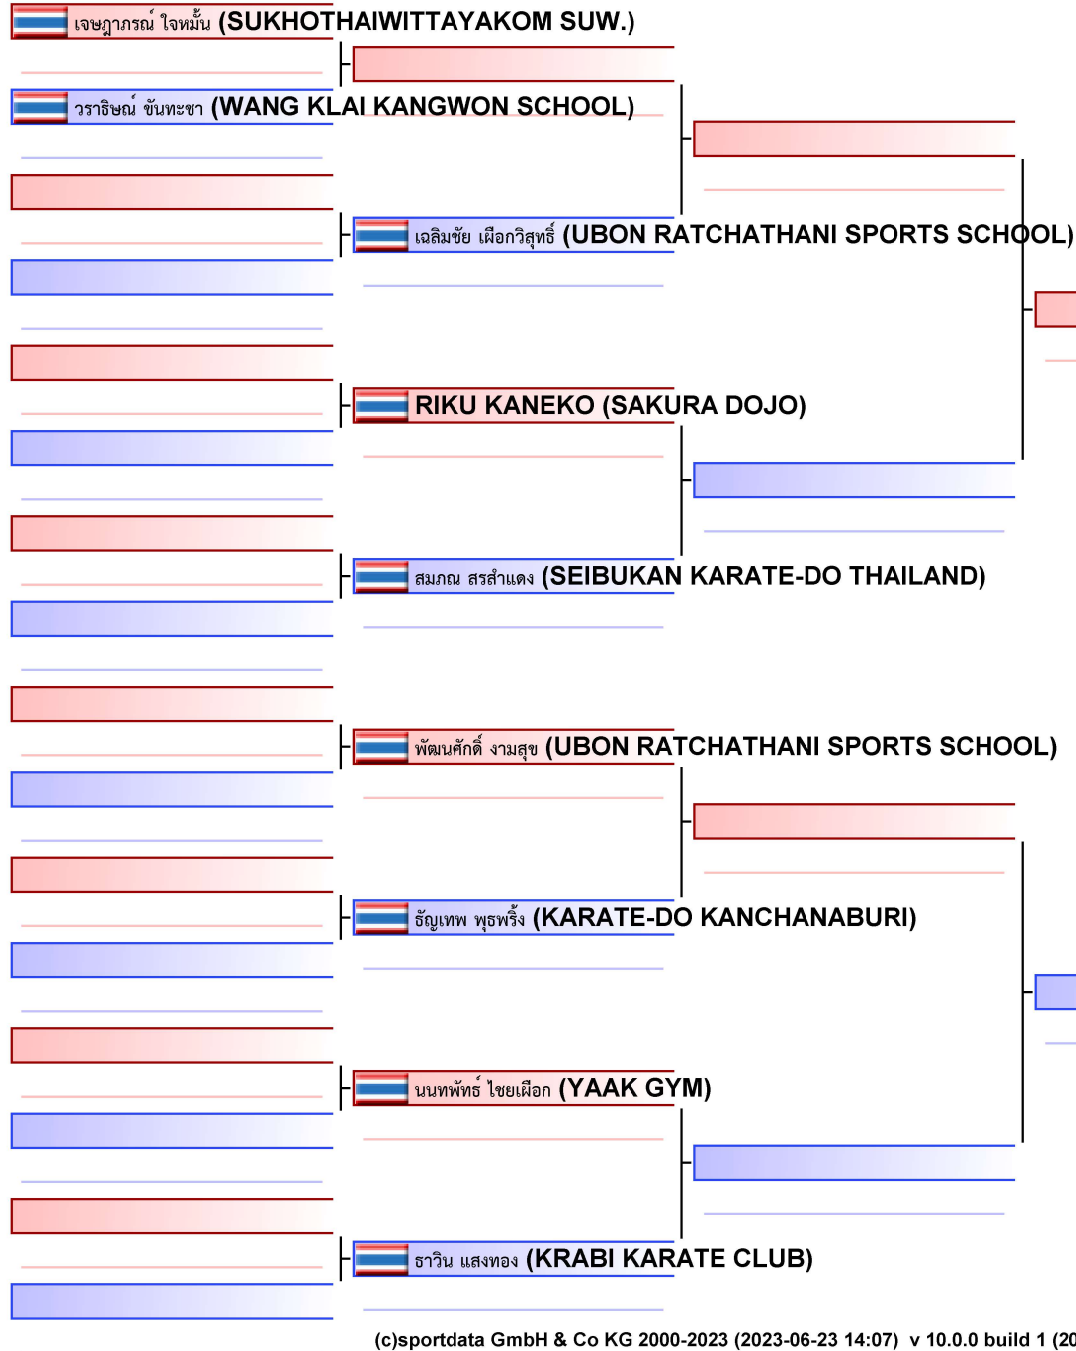 เจษฎาภรณ์ ใจหมั้น (SUKHOTHAIWITTAYAKOM SUW.)
วราธิษณ์ ขันทะชา (WANG KLAI KANGWON SCHOOL)
เฉลิมชัย เผือกวิสุทธิ์ (UBON RATCHATHANI SPORTS SCHOOL)
RIKU KANEKO (SAKURA DOJO)
สมภณ สรสำแดง (SEIBUKAN KARATE-DO THAILAND)
พัฒนศักดิ์ งามสุข (UBON RATCHATHANI SPORTS SCHOOL)
ธัญเทพ พุธพริ้ง (KARATE-DO KANCHANABURI)
นนทพัทธ์ ไชยเผือก (YAAK GYM)
ธาวิน แสงทอง (KRABI KARATE CLUB)
(c)sportdata GmbH & Co KG 2000-2023 (2023-06-23 14:07) v 10.0.0 build 1 (20